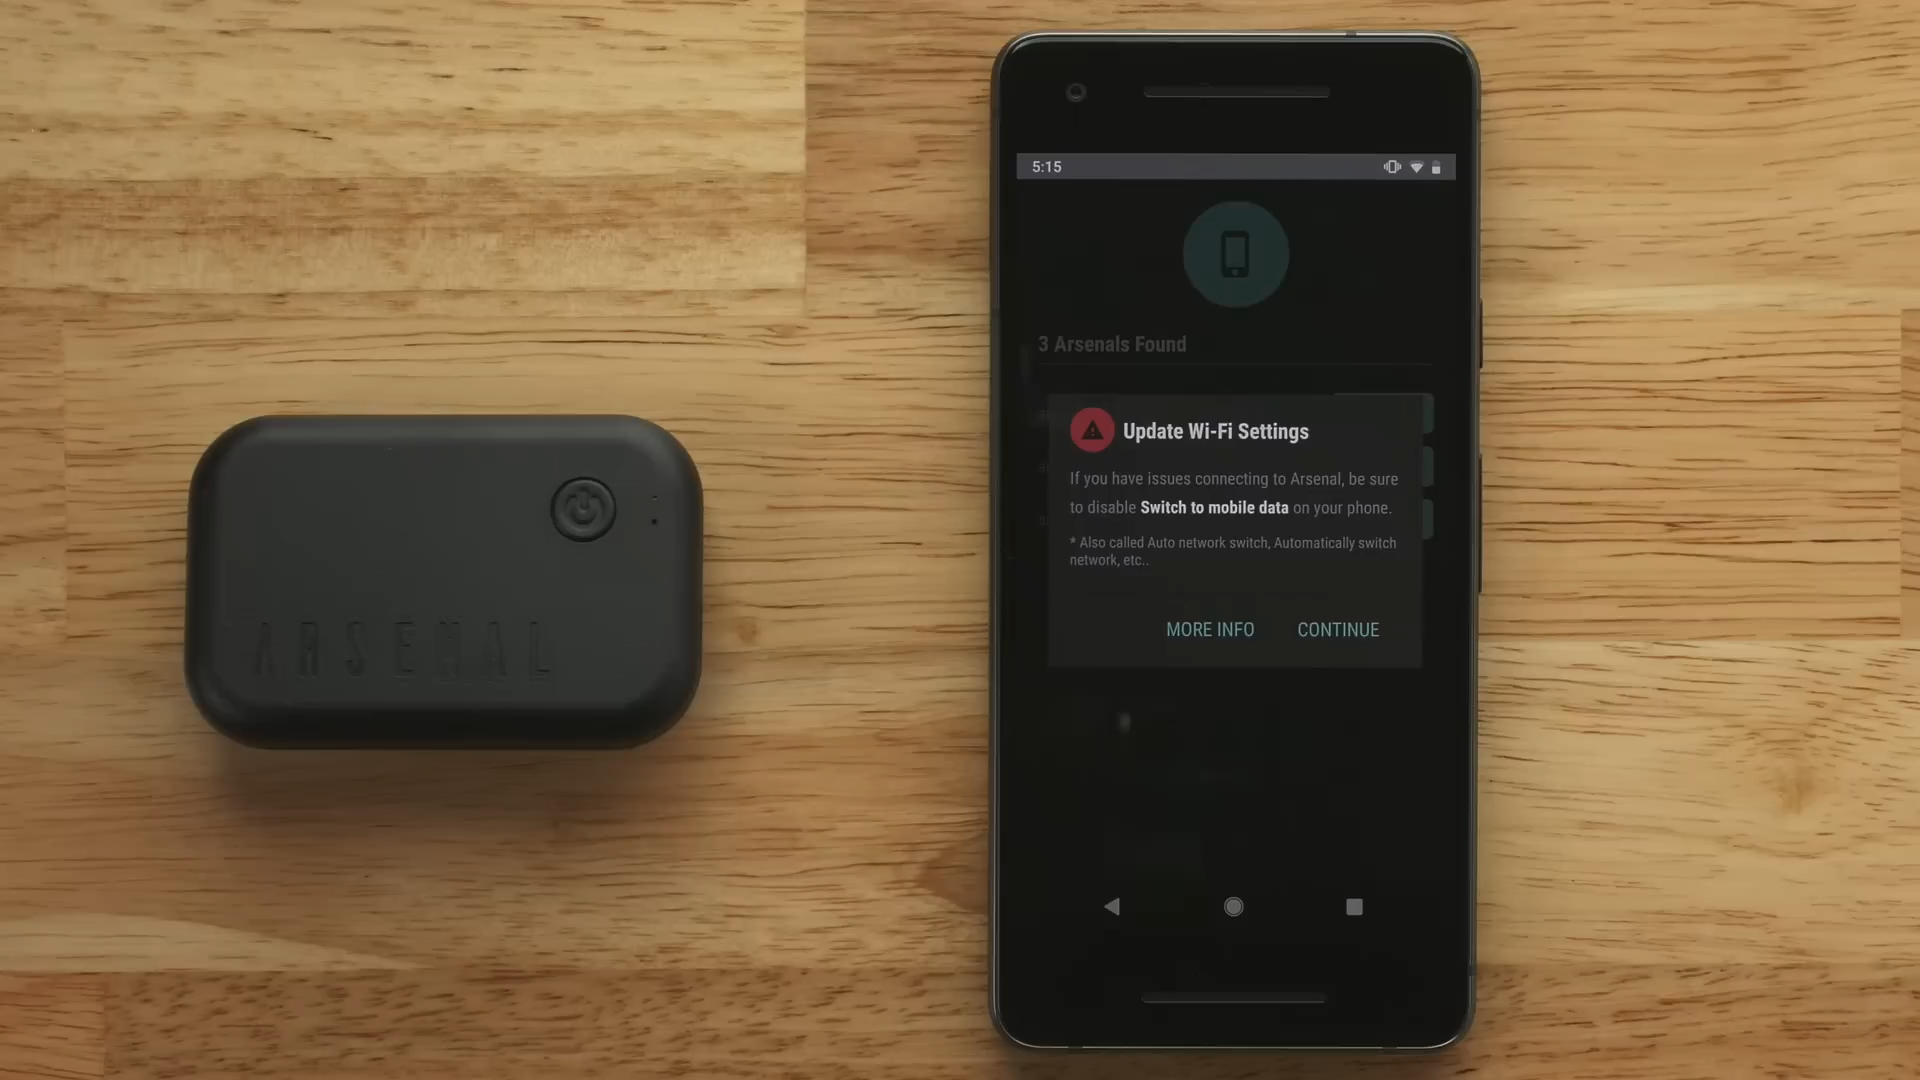 5:15
3 Arsenals Found
Update Wi-Fi Settings
If you have issues connecting to Arsenal, be sure
to disable Switch to mobile data on your phone.
* Also called Auto network switch, Automatically switch
network, etc..
MORE INFO CONTINUE
ARSENAL